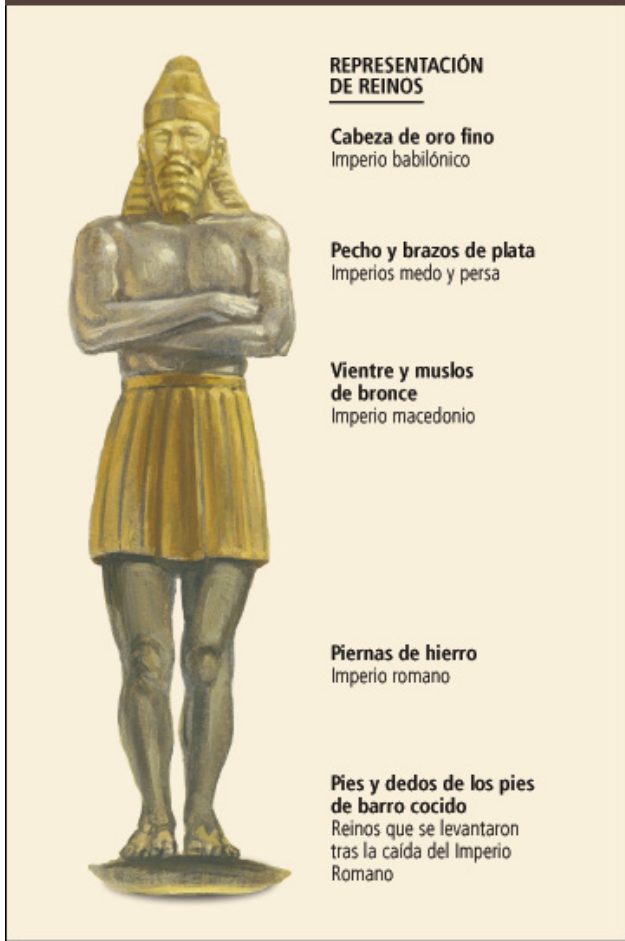 REPRESENTACIÓN
DE REINOS
Cabeza de oro fino
Imperio babilónico
Pecho y brazos de plata
Imperios medo y persa
Vientre y muslos
de bronce
Imperio macedonio
Piernas de hierro
Imperio romano
Pies y dedos de los pies
de barro cocido
Reinos que se levantaron
tras la caída del Imperio
Romano